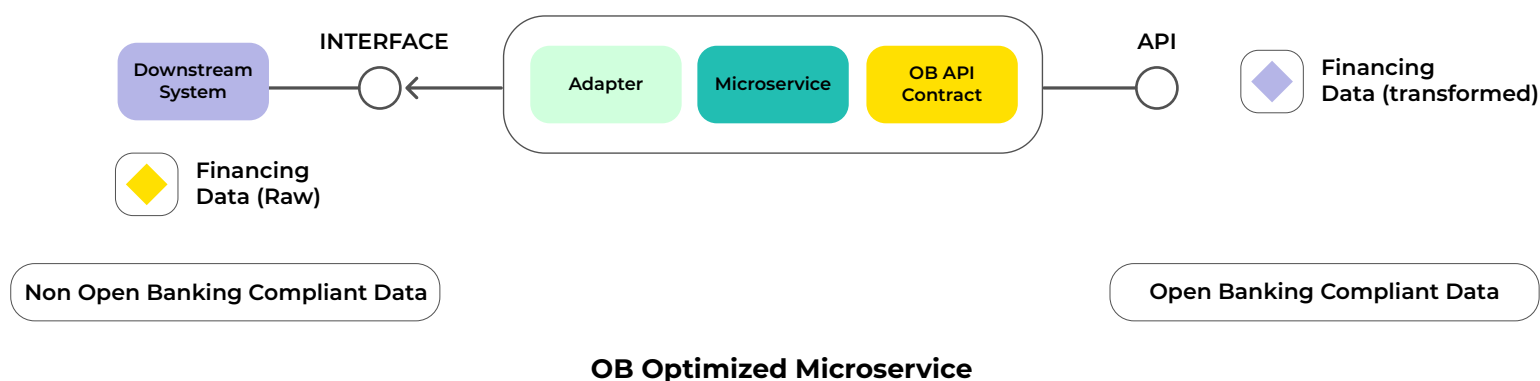 INTERFACE
API
Downstream
System
Adapter
Microservice
OB API
Contract
Financing
Data (transformed)
Financing
Data (Raw)
Non Open Banking Compliant Data
Open Banking Compliant Data
OB Optimized Microservice